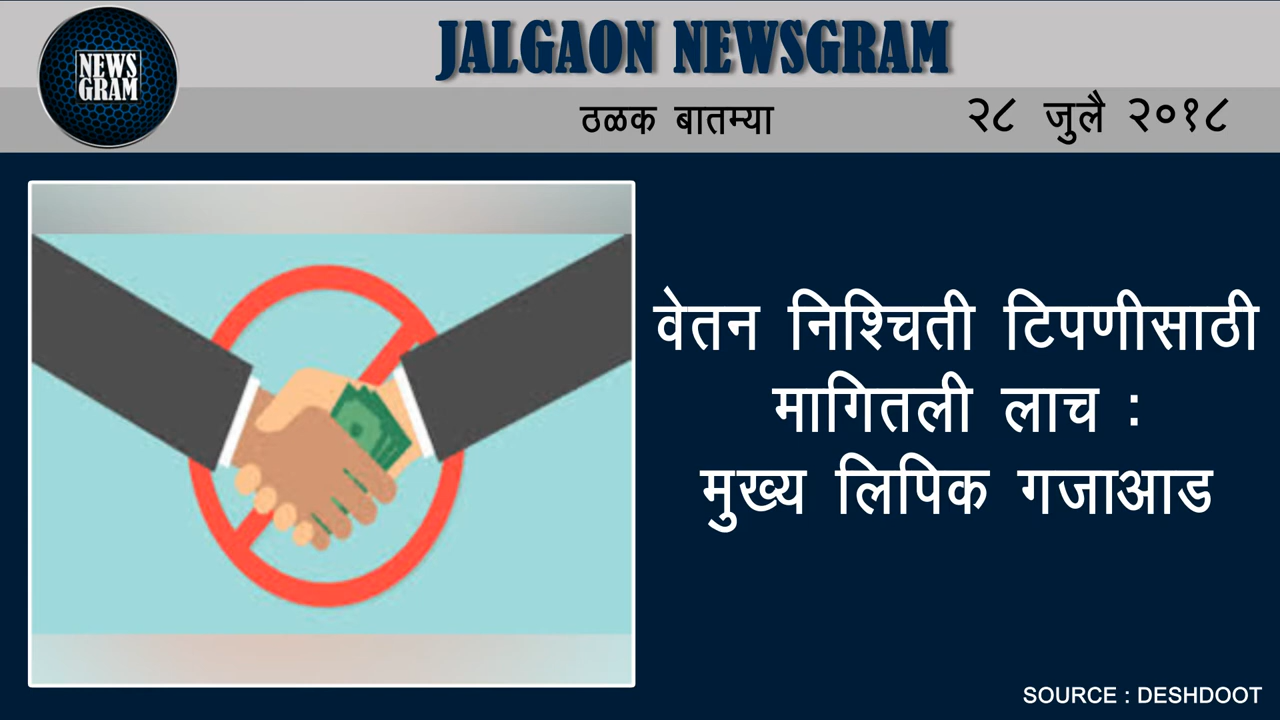 NEWS
GRAM
JALGAON NEWSGRAM
ठळक बातम्या
२८ जुलै २०१८
वेतन निश्चिती टिपणीसाठी
मागितली लाच :
मुख्य लिपिक गजाआड
SOURCE : DESHDOOT